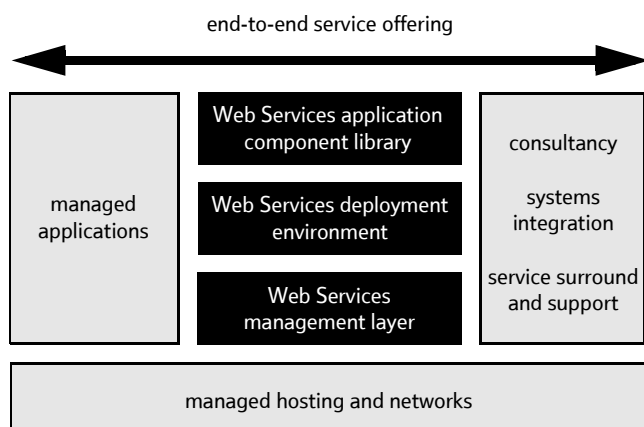 end-to-end service offering
managed
applications
Web Services application
component library
Web Services deployment
environment
Web Services
management layer
consultancy
systems
integration
service surround
and support
managed hosting and networks